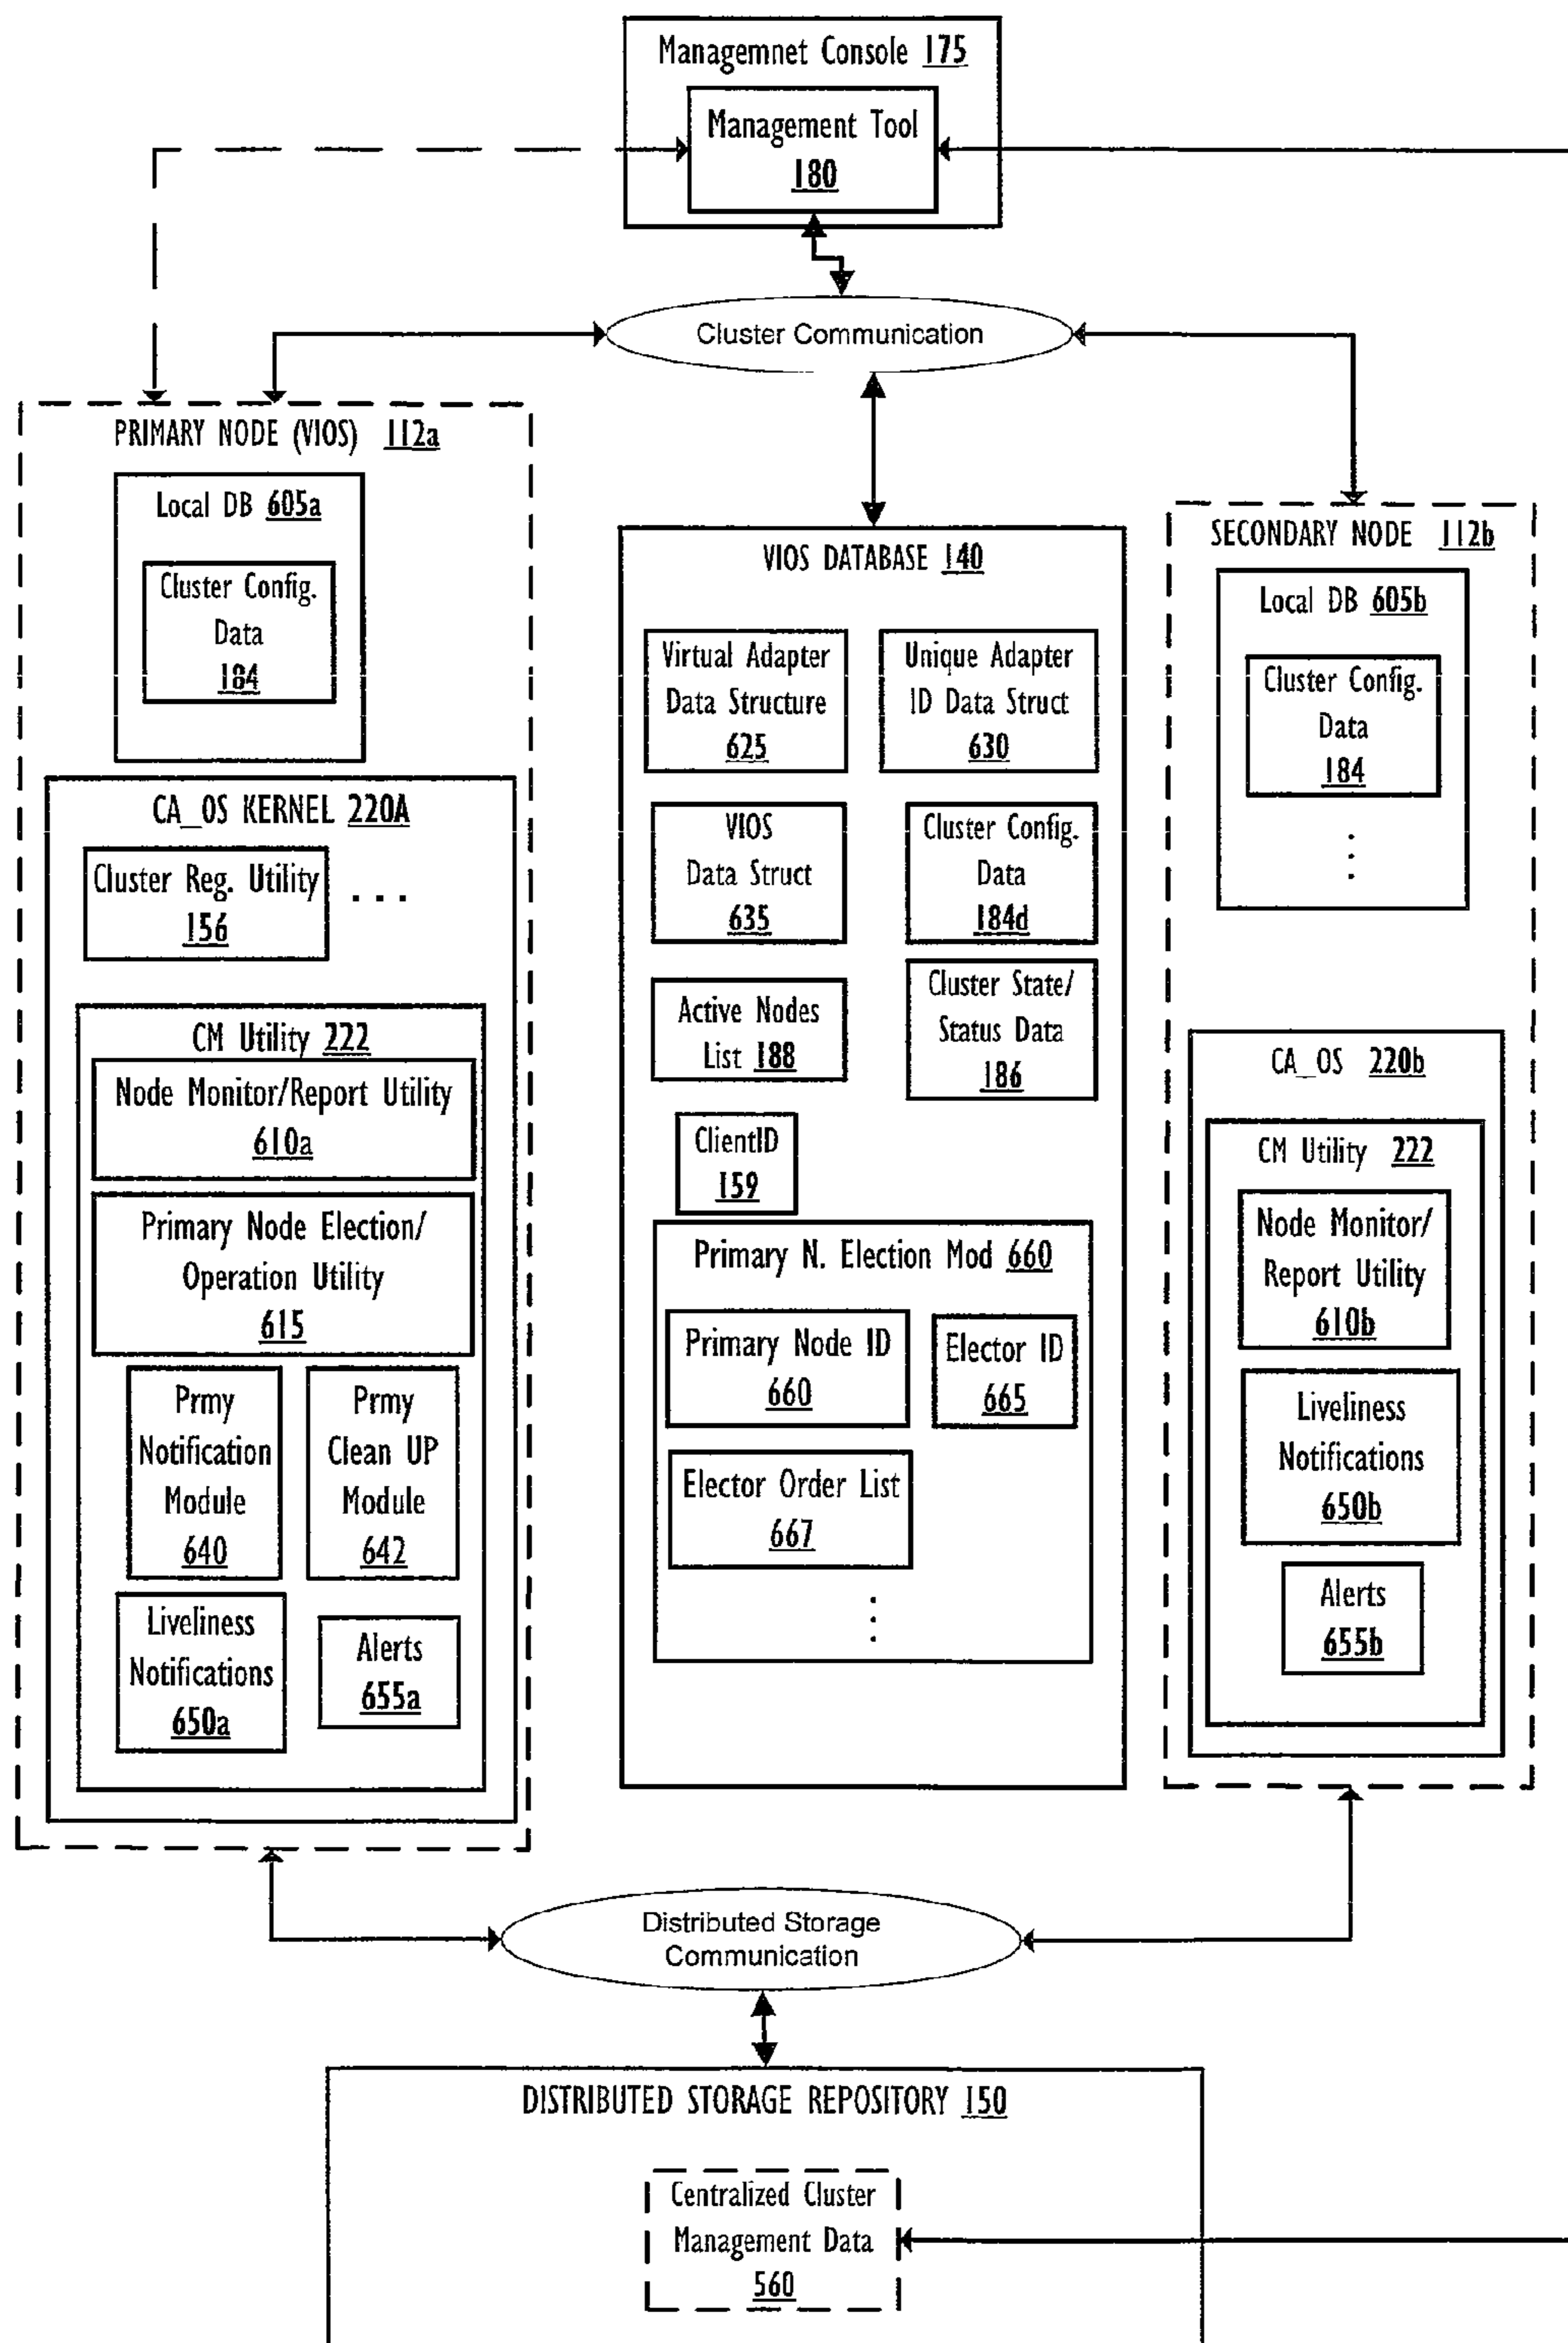 Managemnet Console 175
Management Tool
180
Cluster Communication
PRIMARY NODE (VIOS) 112a
Local DB 605a
Cluster Config.
Data
184
CA_OS KERNEL 220A
Cluster Reg. Utility
156
. . .
CM Utility 222
Node Monitor/Report Utility
610a
Primary Node Election/
Operation Utility
615
Prmy
Notification
Module
640
Prmy
Clean UP
Module
642
Liveliness
Notifications
650a
Alerts
655a
VIOS DATABASE 140
Virtual Adapter
Data Structure
625
Unique Adapter
ID Data Struct
630
VIOS
Data Struct
635
Cluster Config.
Data
184d
Active Nodes
List 188
Cluster State/
Status Data
186
ClientID
159
Primary N. Election Mod 660
Primary Node ID
660
Elector ID
665
Elector Order List
667
SECONDARY NODE 112b
Local DB 605b
Cluster Config.
Data
184
CA_OS 220b
CM Utility 222
Node Monitor/
Report Utility
610b
Liveliness
Notifications
650b
Alerts
655b
Distributed Storage
Communication
DISTRIBUTED STORAGE REPOSITORY 150
Centralized Cluster
Management Data
560